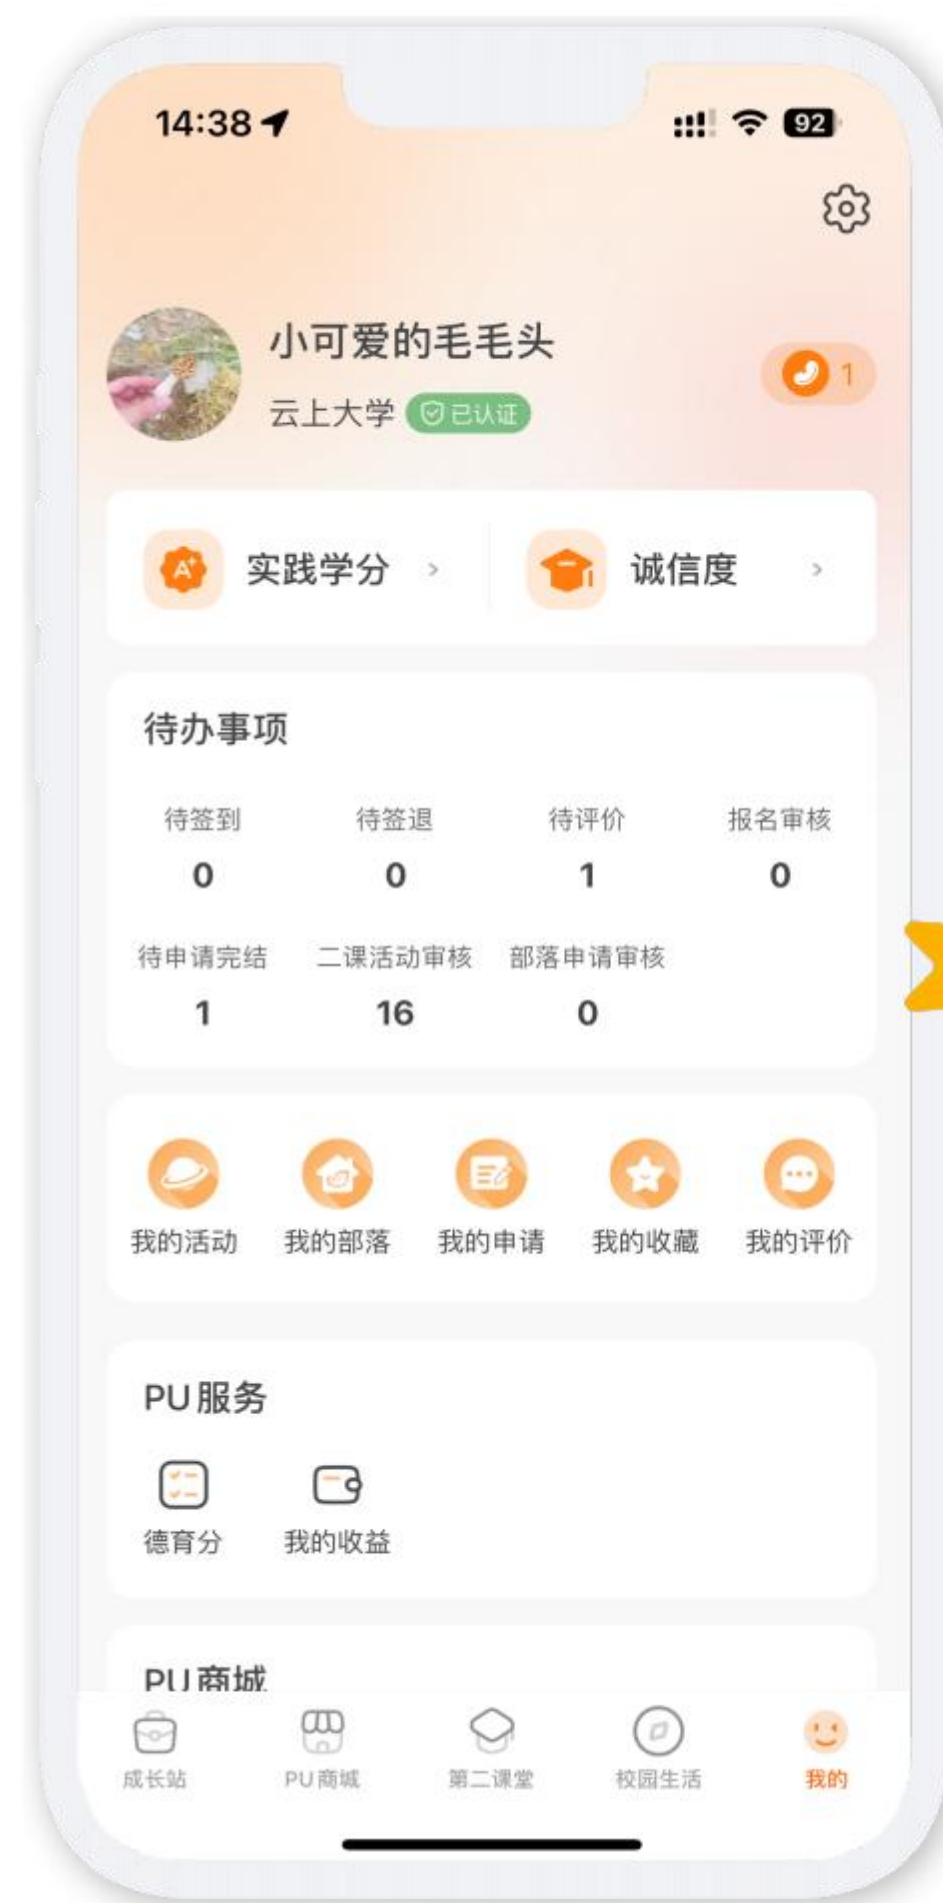 14:38
92
小可爱的毛毛头
云上大学 已认证
1
实践学分 诚信度
待办事项
待签到 待签退 待评价 报名审核
0 0 1 0
待申请完结 二课活动审核 部落申请审核
1 16 0
我的活动 我的部落 我的申请 我的收藏 我的评价
PU服务
德育分 我的收益
PU商城
成长站 PU商城 第二课堂 校园生活 我的